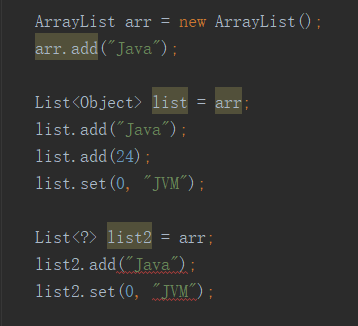 ArrayList arr = new ArrayList();
arr.add("Java");
List<Object> list = arr;
list.add("Java");
list.add(24);
list.set(0, "JVM");
List<?> list2 = arr;
list2.add("Java");
list2.set(0, "JVM");